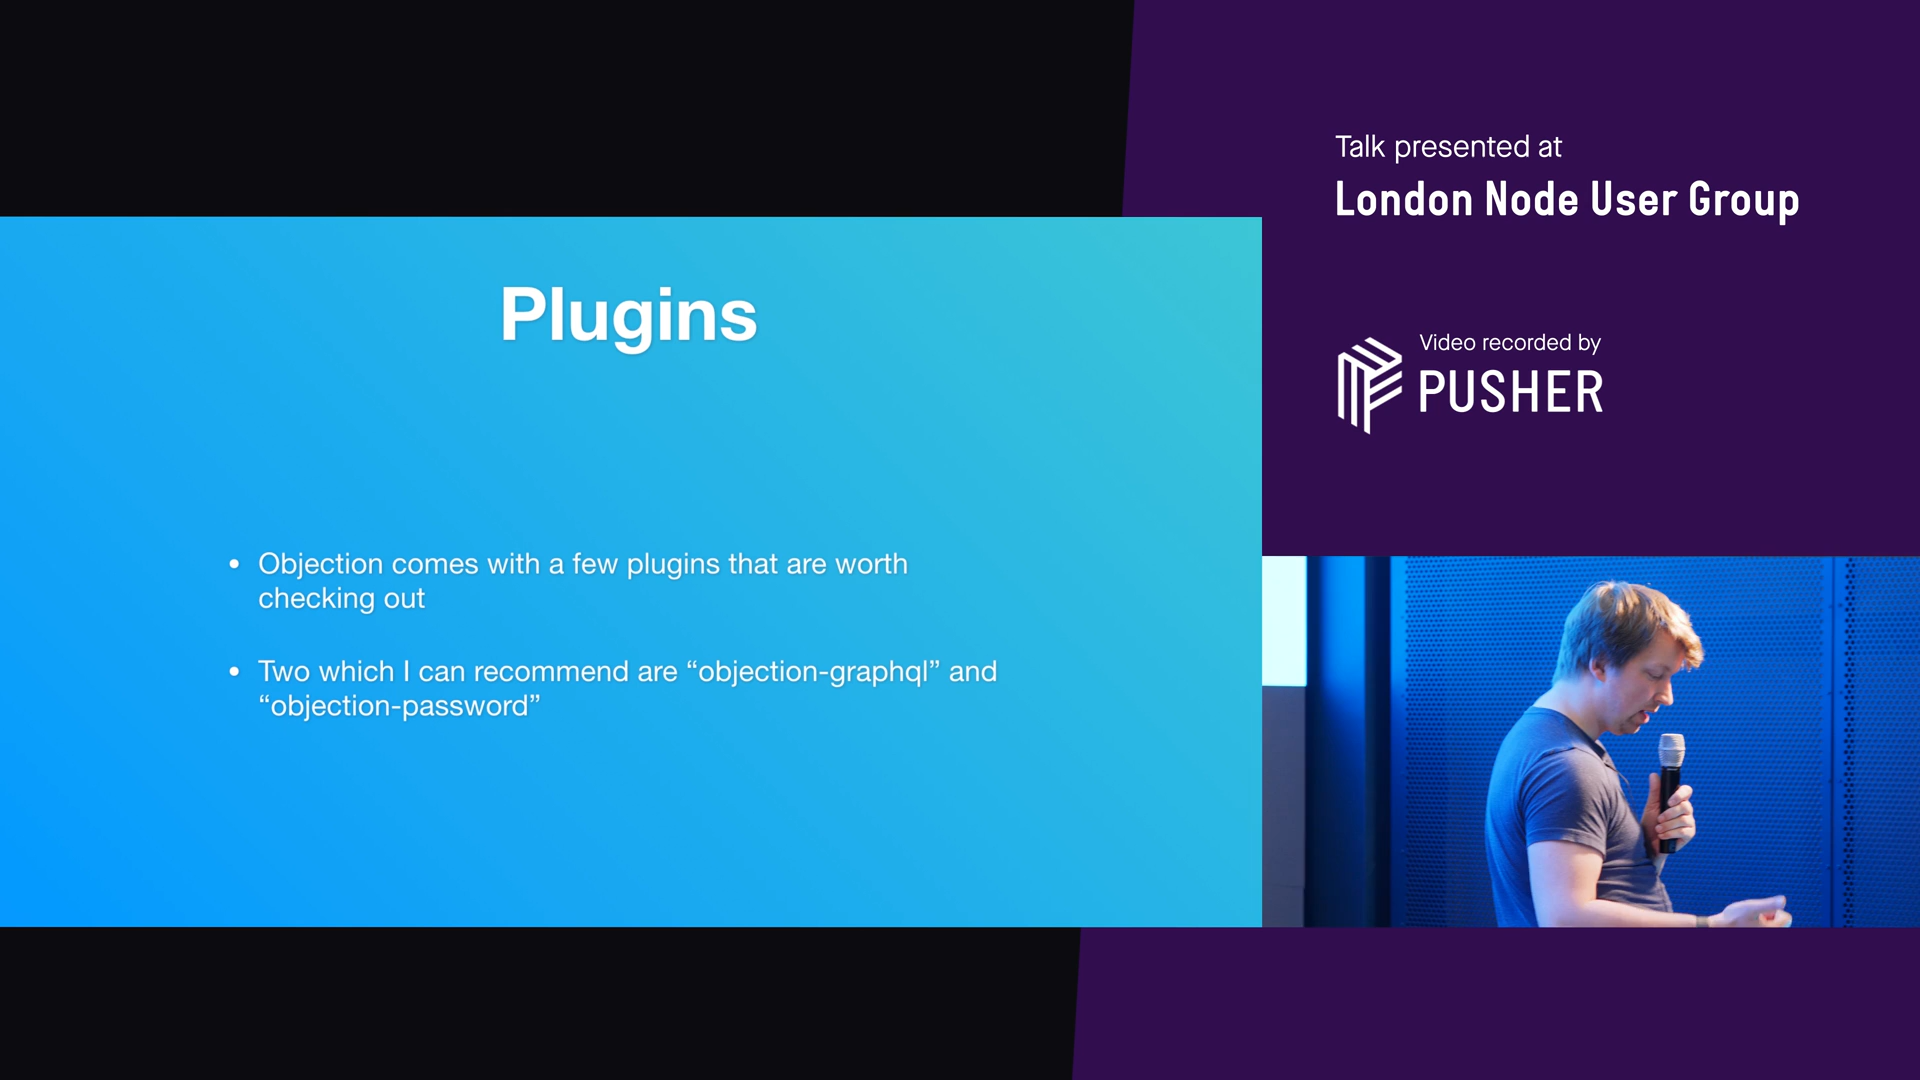 Talk presented at
London Node User Group
Video recorded by
PUSHER
Plugins
• Objection comes with a few plugins that are worth
checking out
• Two which I can recommend are “objection-graphql” and
“objection-password”